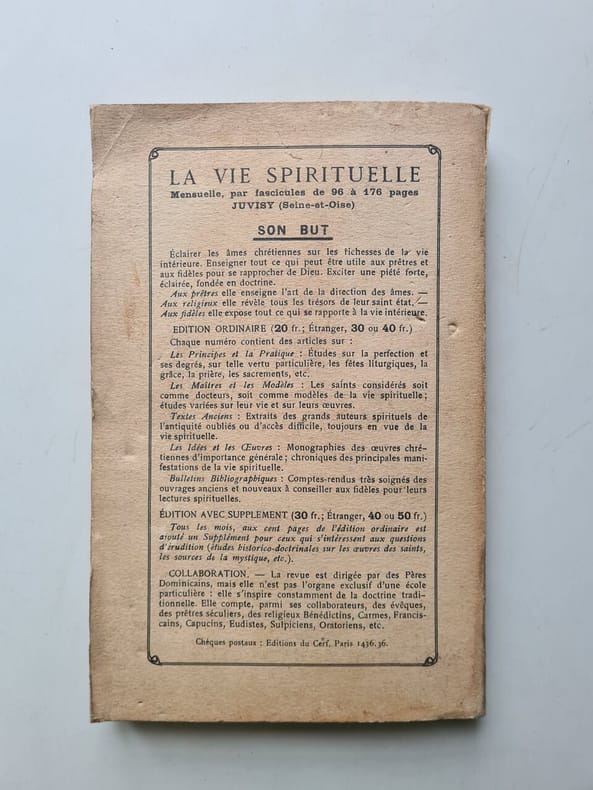 LA VIE SPIRITUELLE
Mensuelle, par fascicules de 96 à 176 pages
JUVISY (Seine-et-Oise)
SON BUT
Éclairer les âmes chrétiennes sur les richesses de la vie
intérieure. Enseigner tout ce qui peut être utile aux prêtres et
aux fidèles pour se rapprocher de Dieu. Exciter une piété forte,
éclairée, fondée en doctrine.
Aux prêtres elle enseigne l'art de la direction des âmes. —
Aux religieux elle révèle tous les trésors de leur saint état. —
Aux fidèles elle expose tout ce qui se rapporte à la vie intérieure.
EDITION ORDINAIRE (20 fr.; Étranger, 30 ou 40 fr.)
Chaque numéro contient des articles sur :
Les Principes et la Pratique : Études sur la perfection et
ses degrés, sur telle vertu particulière, les fêtes liturgiques, la
grâce, la prière, les sacrements, etc.
Les Maîtres et les Modèles : Les saints considérés soit
comme docteurs, soit comme modèles de la vie spirituelle;
études variées sur leur vie et sur leurs œuvres.
Textes Anciens : Extraits des grands auteurs spirituels de
l'antiquité oubliés ou d'accès difficile, toujours en vue de la
vie spirituelle.
Les Idées et les Œuvres : Monographies des œuvres chré-
tiennes d'importance générale; chroniques des principales mani-
festations de la vie spirituelle.
Bulletins Bibliographiques : Comptes-rendus très soignés des
ouvrages anciens et nouveaux à conseiller aux fidèles pour leurs
lectures spirituelles.
ÉDITION AVEC SUPPLEMENT (30 fr.; Étranger, 40 ou 50 fr.)
Tous les mois, aux cent pages de l'édition ordinaire est
ajouté un Supplément pour ceux qui s'intéressent aux questions
d'érudition (études historico-doctrinales sur les œuvres des saints,
les sources de la mystique, etc.).
COLLABORATION. — La revue est dirigée par des Pères
Dominicains, mais elle n'est pas l'organe exclusif d'une école
particulière : elle s'inspire constamment de la doctrine tradi-
tionnelle. Elle compte, parmi ses collaborateurs, des évêques,
des prêtres séculiers, des religieux Bénédictins, Carmes, Francis-
cains, Capucins, Eudistes, Sulpiciens, Oratoriens, etc.
Chèques postaux : Editions du Cerf, Paris 1436.36.